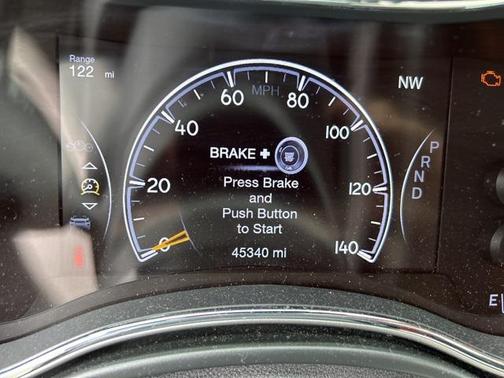 Range
122 mi
NW
MPH
0
20
40
60
80
100
120
140
BRAKE +
Press Brake
and
Push Button
to Start
45340 mi
P
R
N
D
E